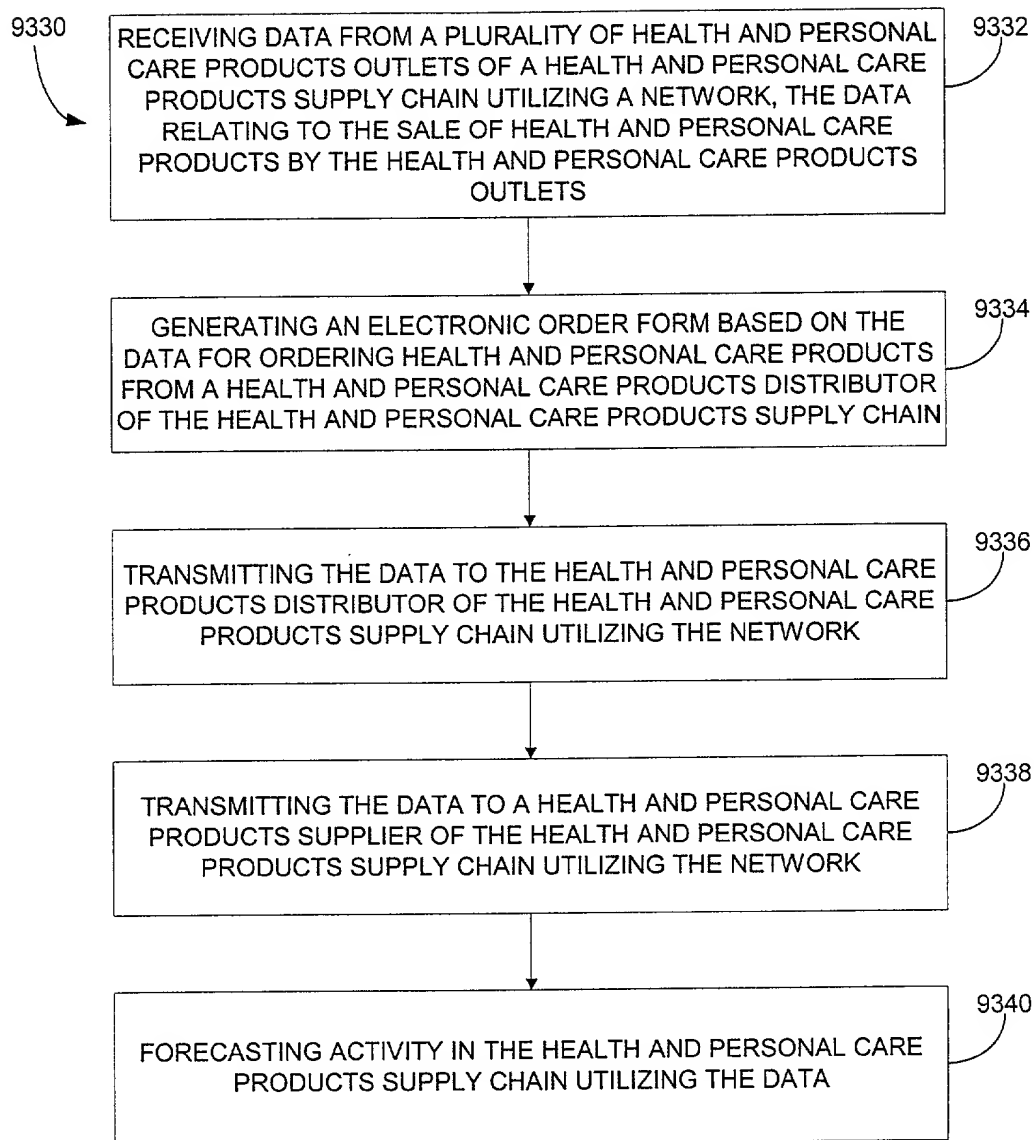 9330
RECEIVING DATA FROM A PLURALITY OF HEALTH AND PERSONAL
CARE PRODUCTS OUTLETS OF A HEALTH AND PERSONAL CARE
PRODUCTS SUPPLY CHAIN UTILIZING A NETWORK, THE DATA
RELATING TO THE SALE OF HEALTH AND PERSONAL CARE
PRODUCTS BY THE HEALTH AND PERSONAL CARE PRODUCTS
OUTLETS
9332
GENERATING AN ELECTRONIC ORDER FORM BASED ON THE
DATA FOR ORDERING HEALTH AND PERSONAL CARE PRODUCTS
FROM A HEALTH AND PERSONAL CARE PRODUCTS DISTRIBUTOR
OF THE HEALTH AND PERSONAL CARE PRODUCTS SUPPLY CHAIN
9334
TRANSMITTING THE DATA TO THE HEALTH AND PERSONAL CARE
PRODUCTS DISTRIBUTOR OF THE HEALTH AND PERSONAL CARE
PRODUCTS SUPPLY CHAIN UTILIZING THE NETWORK
9336
TRANSMITTING THE DATA TO A HEALTH AND PERSONAL CARE
PRODUCTS SUPPLIER OF THE HEALTH AND PERSONAL CARE
PRODUCTS SUPPLY CHAIN UTILIZING THE NETWORK
9338
FORECASTING ACTIVITY IN THE HEALTH AND PERSONAL CARE
PRODUCTS SUPPLY CHAIN UTILIZING THE DATA
9340